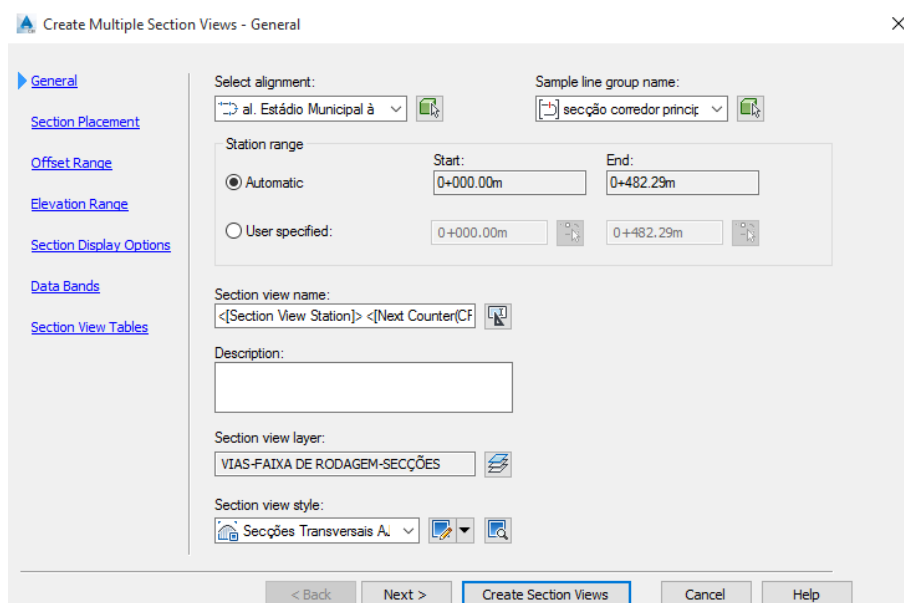 Create Multiple Section Views - General
General
Section Placement
Offset Range
Elevation Range
Section Display Options
Data Bands
Section View Tables
Select alignment:
al. Estádio Municipal à
Sample line group name:
secção corredor princip
Station range
Start:
End:
Automatic
0+000.00m
0+482.29m
User specified:
0+000.00m
0+482.29m
Section view name:
<[Section View Station]> <[Next Counter(CF
Description:
Section view layer:
VIAS-FAIXA DE RODAGEM-SECÇÕES
Section view style:
Secções Transversais
< Back
Next >
Create Section Views
Cancel
Help